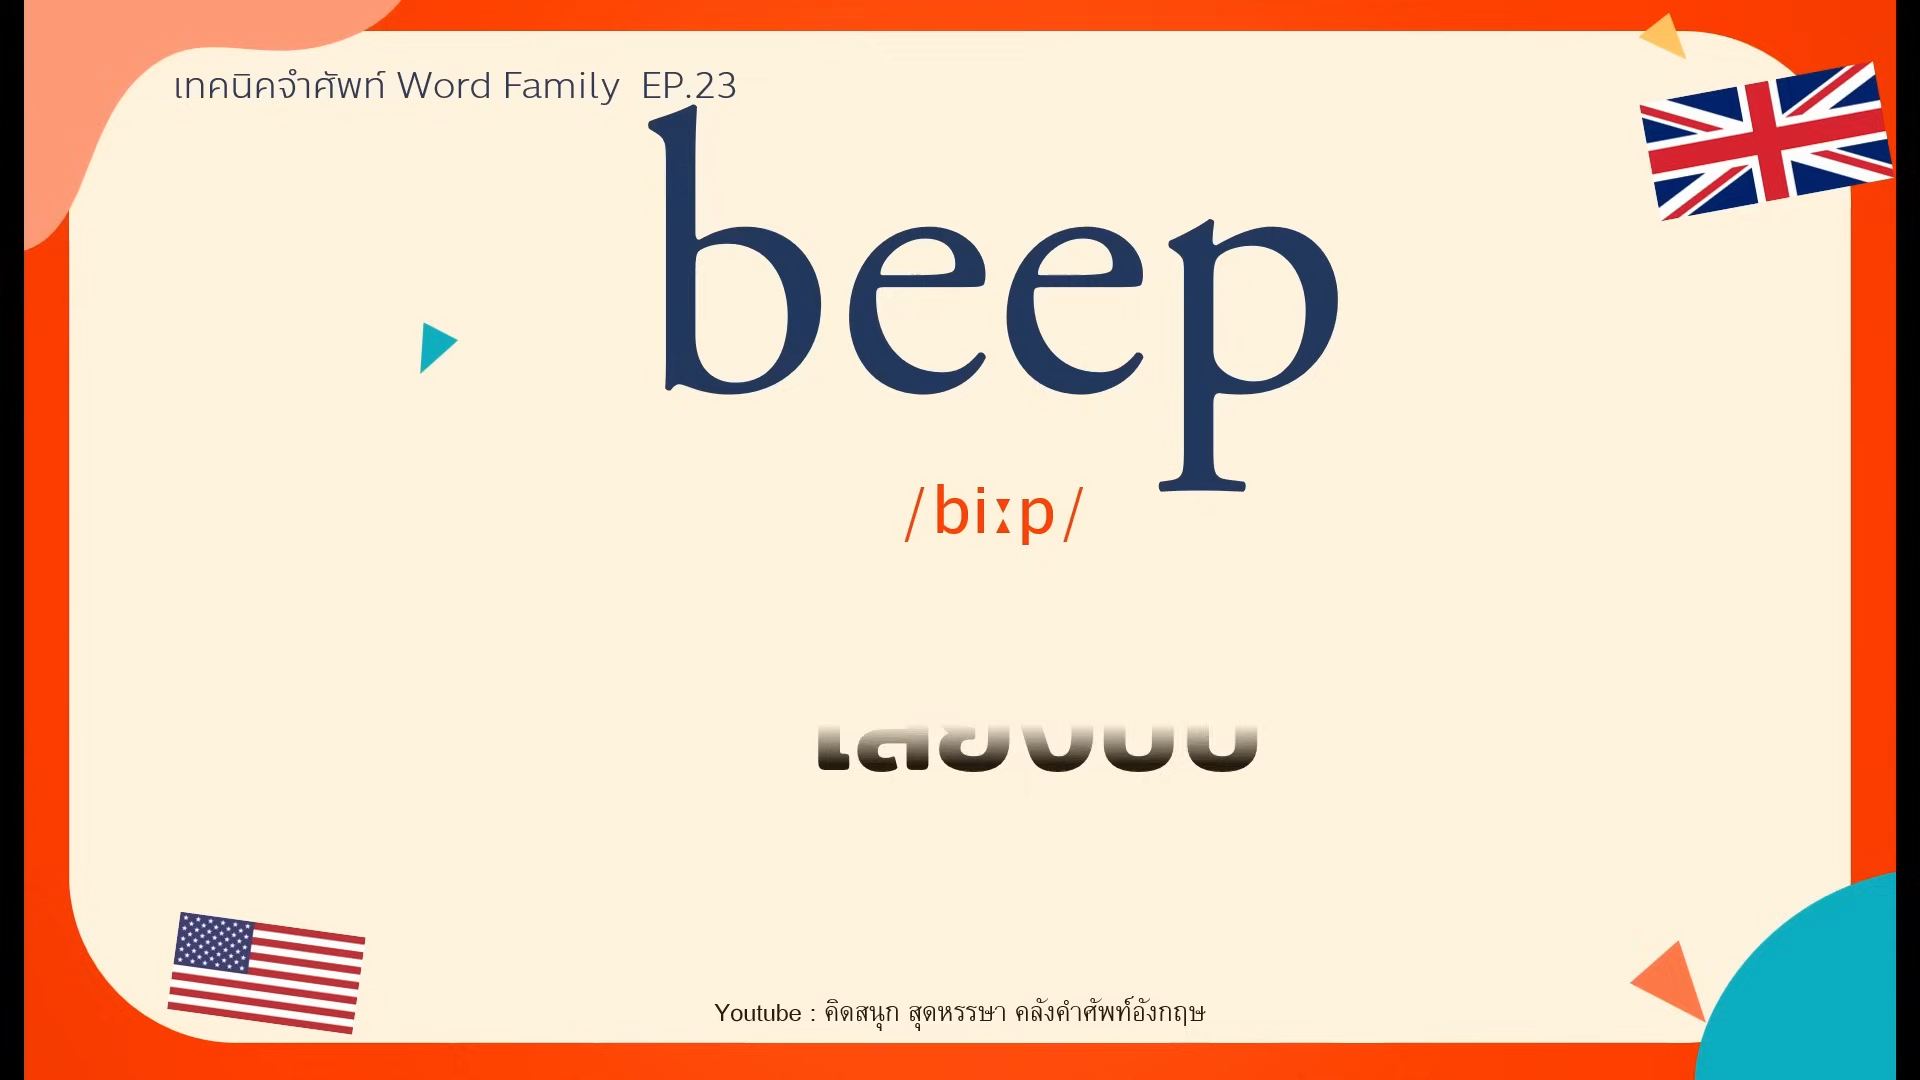 เทคนิคจำศัพท์ Word Family EP.23
beep
/biːp/
Youtube : คิดสนุก สุดหรรษา คลังคำศัพท์อังกฤษ